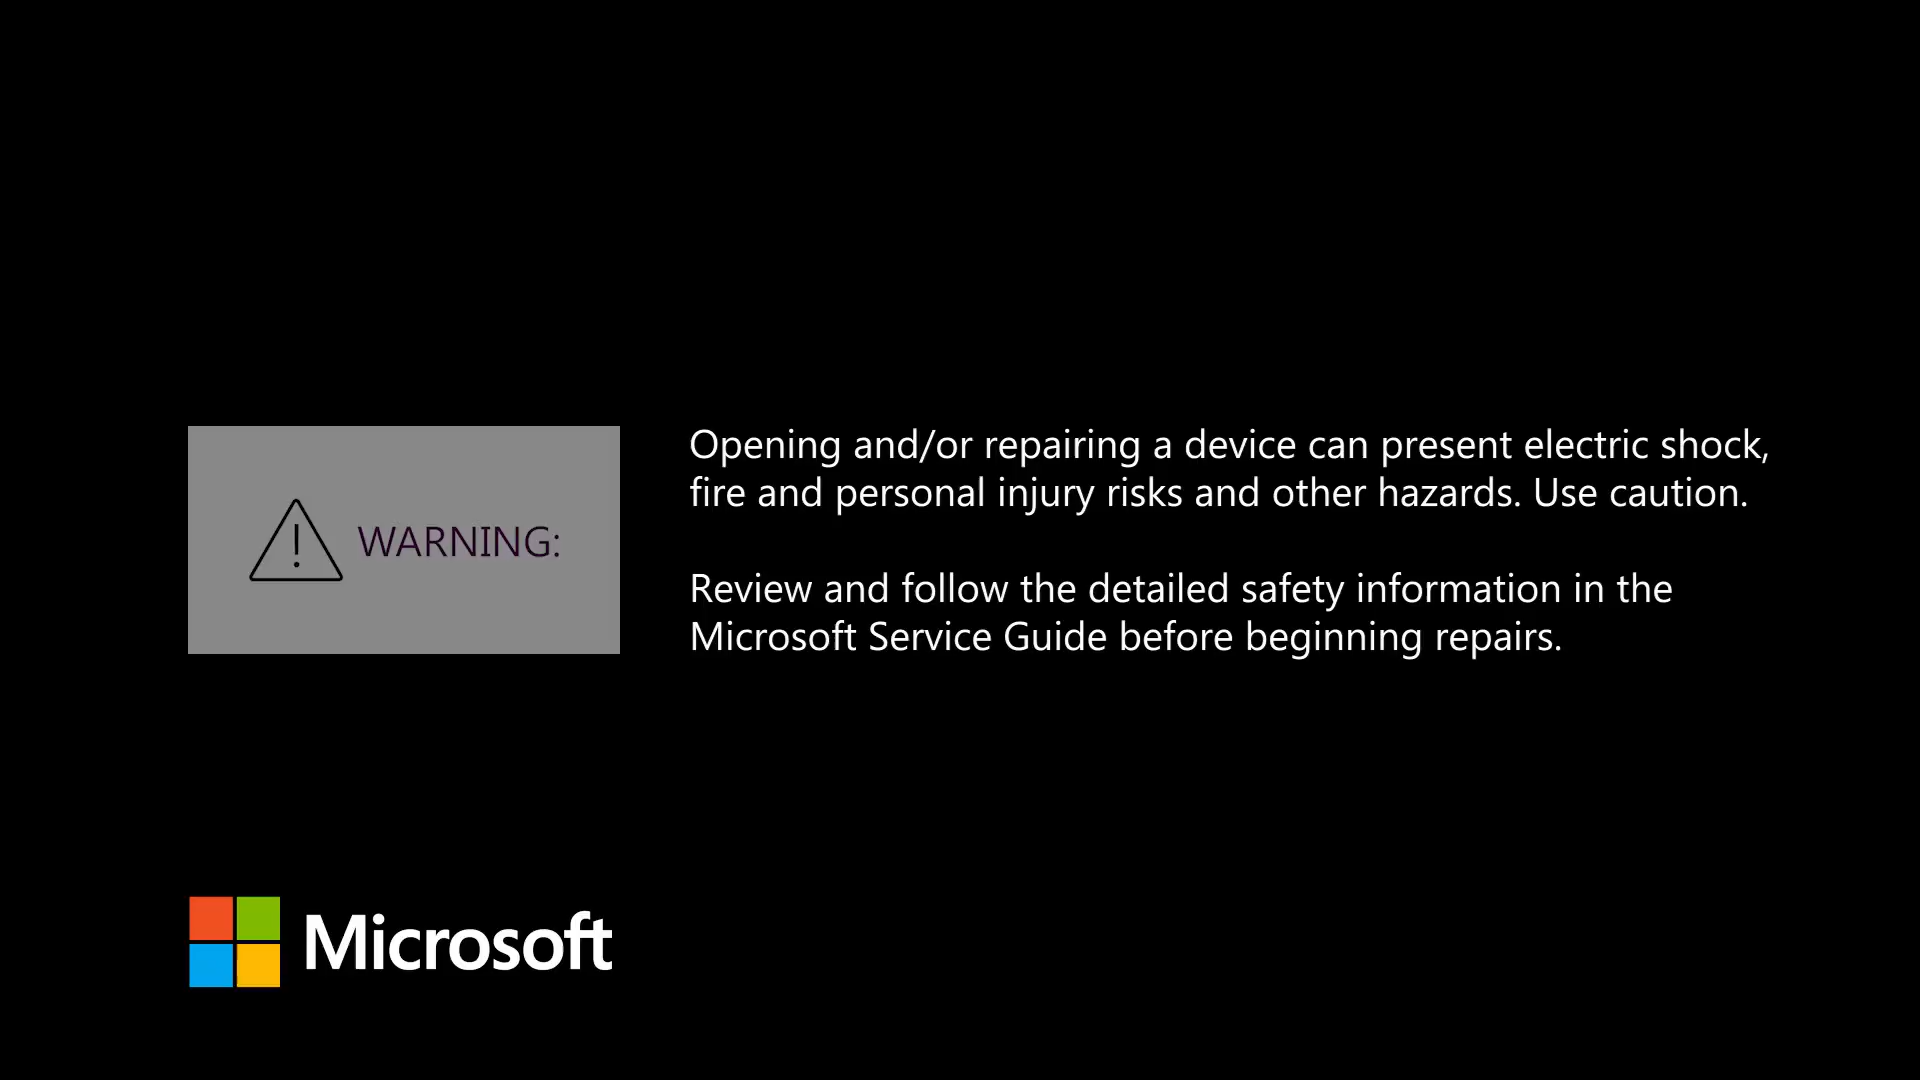 WARNING:
Opening and/or repairing a device can present electric shock,
fire and personal injury risks and other hazards. Use caution.
Review and follow the detailed safety information in the
Microsoft Service Guide before beginning repairs.
Microsoft